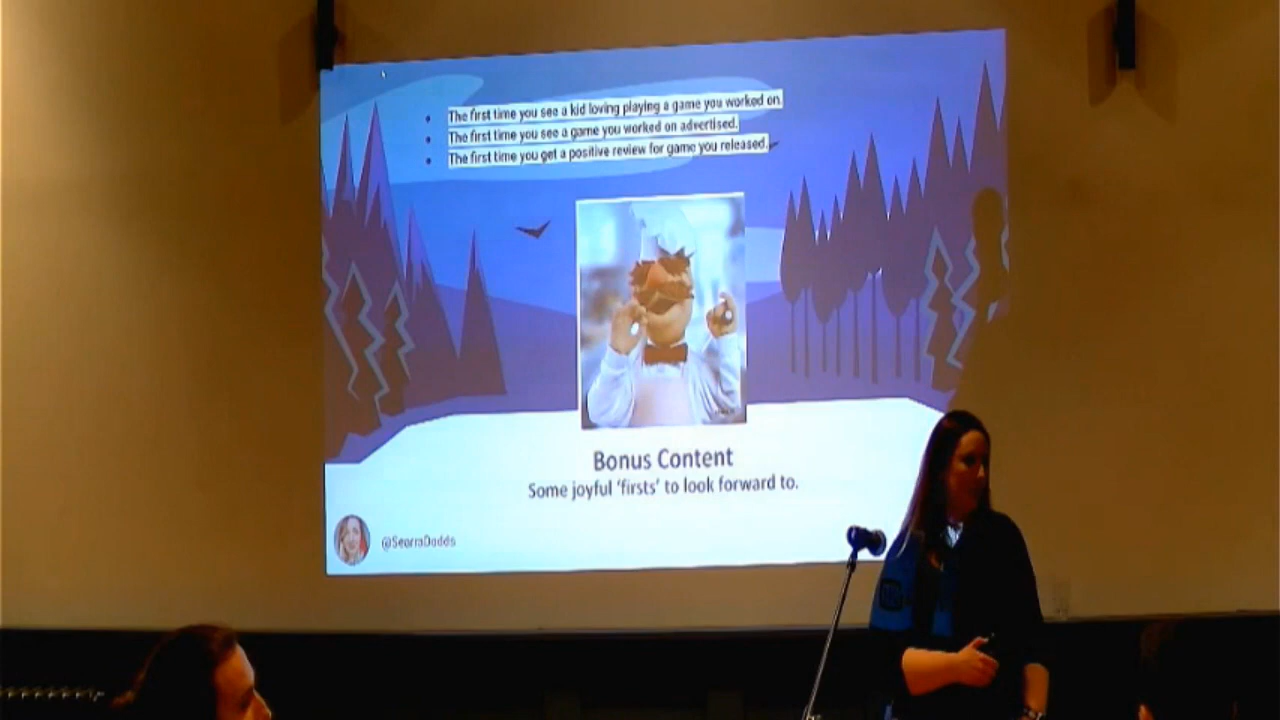 The first time you see a kid loving playing a game you worked on.
The first time you see a game you worked on advertised.
The first time you get a positive review for game you released.
Bonus Content
Some joyful ‘firsts’ to look forward to.
@SearraDodds